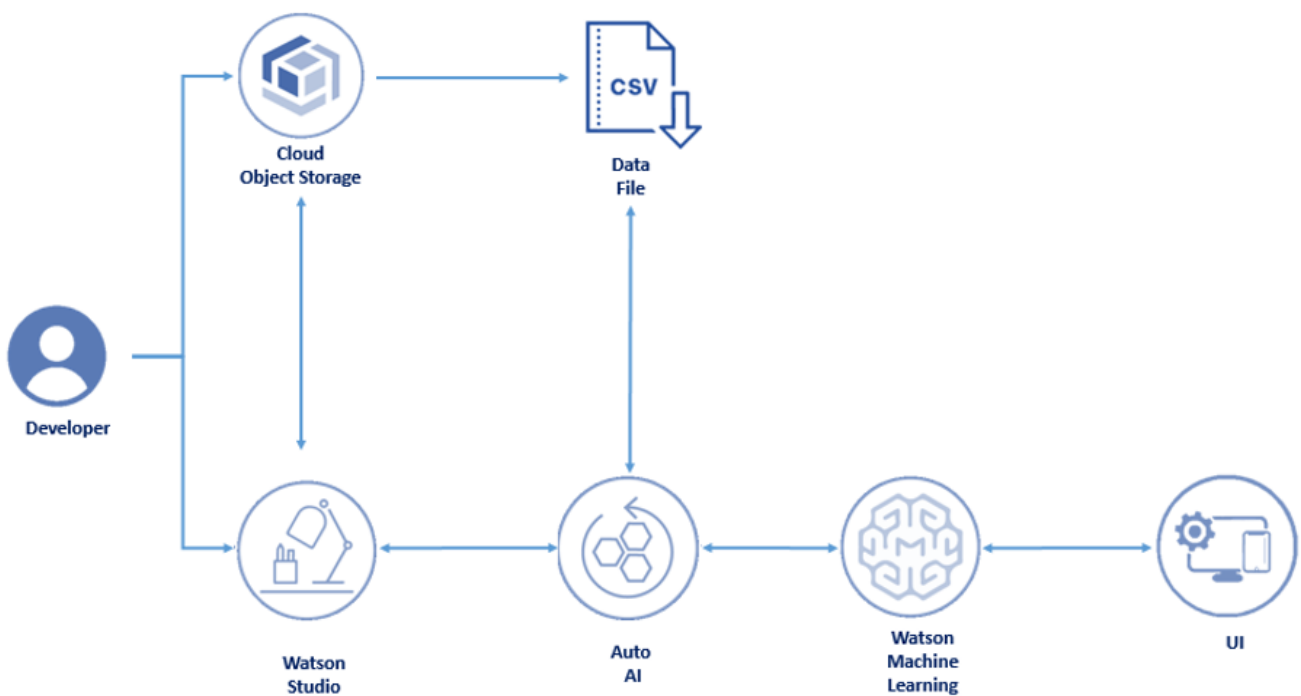 CSV
Cloud
Object Storage
Data
File
Developer
Watson
Studio
Auto
AI
Watson
Machine
Learning
UI